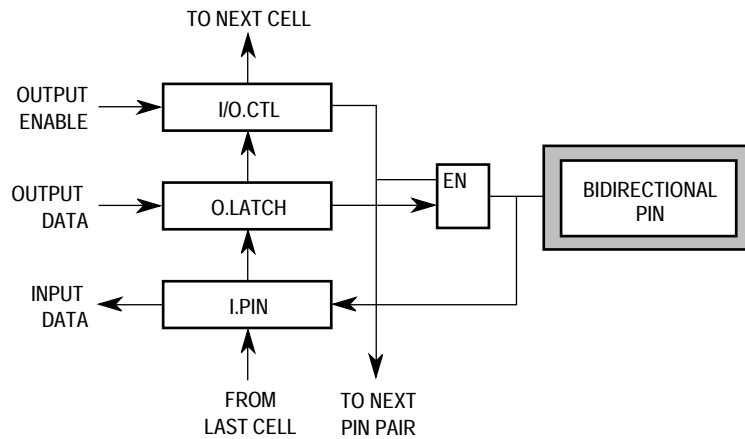 TO NEXT CELL
OUTPUT
ENABLE
I/O.CTL
EN
BIDIRECTIONAL
PIN
OUTPUT
DATA
O.LATCH
INPUT
DATA
I.PIN
FROM
LAST CELL
TO NEXT
PIN PAIR